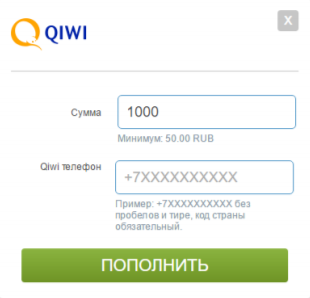 QIWI
X
Сумма
1000
Минимум: 50.00 RUB
Qiwi телефон
+7XXXXXXXXXX
Пример: +7XXXXXXXXXX без
пробелов и тире, код страны
обязательный.
ПОПОЛНИТЬ